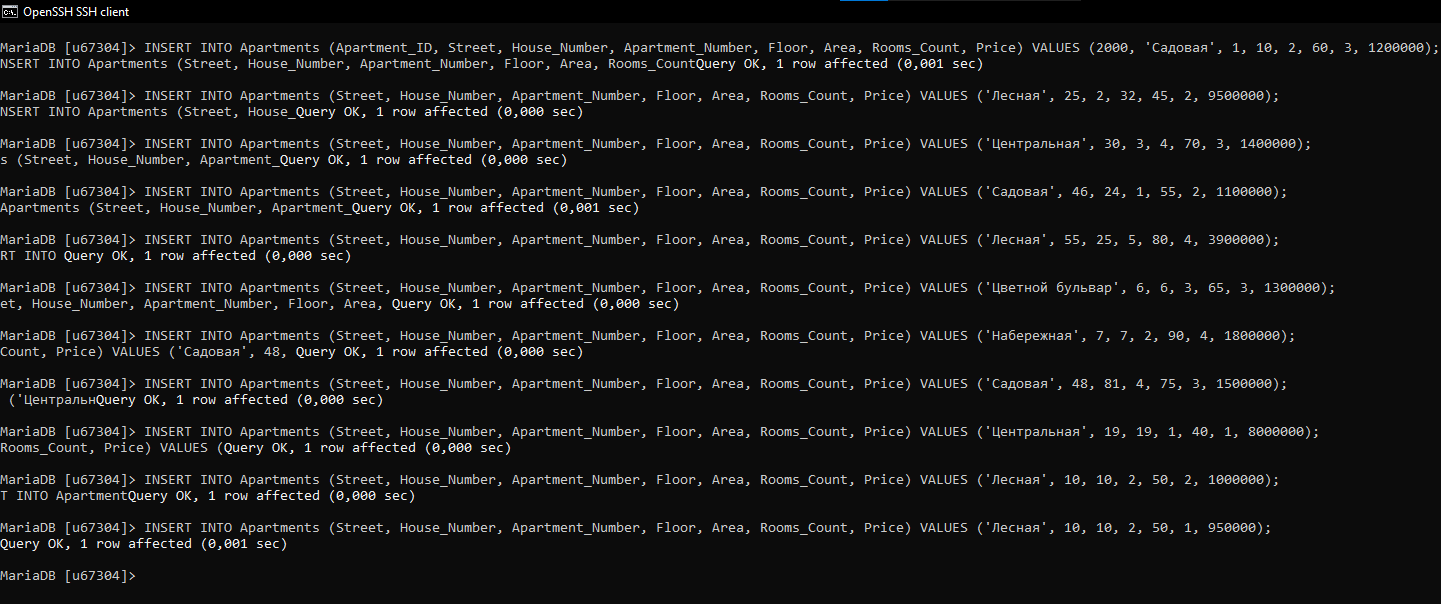 OpenSSH SSH client
MariaDB [u67304]> INSERT INTO Apartments (Apartment_ID, Street, House_Number, Apartment_Number, Floor, Area, Rooms_Count, Price) VALUES (2000, 'Садовая', 1, 10, 2, 60, 3, 1200000);
NSERT INTO Apartments (Street, House_Number, Apartment_Number, Floor, Area, Rooms_CountQuery OK, 1 row affected (0,001 sec)
MariaDB [u67304]> INSERT INTO Apartments (Street, House_Number, Apartment_Number, Floor, Area, Rooms_Count, Price) VALUES ('Лесная', 25, 2, 32, 45, 2, 9500000);
NSERT INTO Apartments (Street, House_Query OK, 1 row affected (0,000 sec)
MariaDB [u67304]> INSERT INTO Apartments (Street, House_Number, Apartment_Number, Floor, Area, Rooms_Count, Price) VALUES ('Центральная', 30, 3, 4, 70, 3, 1400000);
s (Street, House_Number, Apartment_Query OK, 1 row affected (0,000 sec)
MariaDB [u67304]> INSERT INTO Apartments (Street, House_Number, Apartment_Number, Floor, Area, Rooms_Count, Price) VALUES ('Садовая', 46, 24, 1, 55, 2, 1100000);
Apartments (Street, House_Number, Apartment_Query OK, 1 row affected (0,001 sec)
MariaDB [u67304]> INSERT INTO Apartments (Street, House_Number, Apartment_Number, Floor, Area, Rooms_Count, Price) VALUES ('Лесная', 55, 25, 5, 80, 4, 3900000);
RT INTO Query OK, 1 row affected (0,000 sec)
MariaDB [u67304]> INSERT INTO Apartments (Street, House_Number, Apartment_Number, Floor, Area, Rooms_Count, Price) VALUES ('Цветной бульвар', 6, 6, 3, 65, 3, 1300000);
et, House_Number, Apartment_Number, Floor, Area, Query OK, 1 row affected (0,000 sec)
MariaDB [u67304]> INSERT INTO Apartments (Street, House_Number, Apartment_Number, Floor, Area, Rooms_Count, Price) VALUES ('Набережная', 7, 7, 2, 90, 4, 1800000);
Count, Price) VALUES ('Садовая', 48, Query OK, 1 row affected (0,000 sec)
MariaDB [u67304]> INSERT INTO Apartments (Street, House_Number, Apartment_Number, Floor, Area, Rooms_Count, Price) VALUES ('Садовая', 48, 81, 4, 75, 3, 1500000);
('ЦентральнQuery OK, 1 row affected (0,000 sec)
MariaDB [u67304]> INSERT INTO Apartments (Street, House_Number, Apartment_Number, Floor, Area, Rooms_Count, Price) VALUES ('Центральная', 19, 19, 1, 40, 1, 8000000);
Rooms_Count, Price) VALUES (Query OK, 1 row affected (0,000 sec)
MariaDB [u67304]> INSERT INTO Apartments (Street, House_Number, Apartment_Number, Floor, Area, Rooms_Count, Price) VALUES ('Лесная', 10, 10, 2, 50, 2, 1000000);
T INTO ApartmentQuery OK, 1 row affected (0,000 sec)
MariaDB [u67304]> INSERT INTO Apartments (Street, House_Number, Apartment_Number, Floor, Area, Rooms_Count, Price) VALUES ('Лесная', 10, 10, 2, 50, 1, 950000);
Query OK, 1 row affected (0,001 sec)
MariaDB [u67304]>